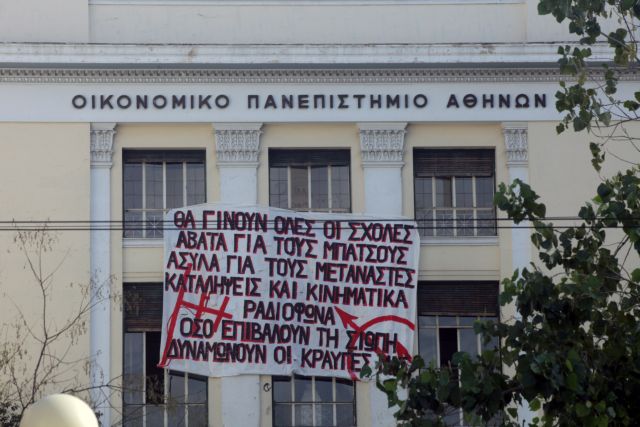 ΟΙΚΟΝΟΜΙΚΟ ΠΑΝΕΠΙΣΤΗΜΙΟ ΑΘΗΝΩΝ
ΘΑ ΓΙΝΟΥΝ ΟΛΕΣ ΟΙ ΣΧΟΛΕΣ
ΑΒΑΤΑ ΓΙΑ ΤΟΥΣ ΜΠΑΤΣΟΥΣ
ΑΣΥΛΑ ΓΙΑ ΤΟΥΣ ΜΕΤΑΝΑΣΤΕΣ
ΚΑΤΑΛΗΨΕΙΣ ΚΑΙ ΚΙΝΗΜΑΤΙΚΑ
ΡΑΔΙΟΦΩΝΑ
ΟΣΟ ΕΠΙΒΑΛΟΥΝ ΤΗ ΣΙΩΠΗ
ΔΥΝΑΜΩΝΟΥΝ ΟΙ ΚΡΑΥΓΕΣ